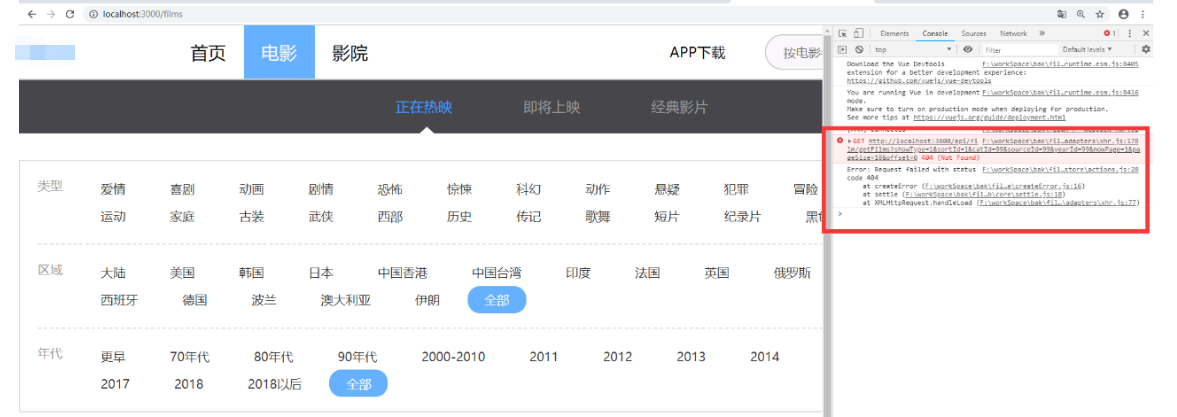 localhost:3000/films
首页 电影 影院 APP下载 按电影
正在热映 即将上映 经典影片
类型 爱情 喜剧 动画 剧情 恐怖 惊悚 科幻 动作 悬疑 犯罪 冒险
运动 家庭 古装 武侠 西部 历史 传记 歌舞 短片 纪录片
区域 大陆 美国 韩国 日本 中国香港 中国台湾 印度 法国 英国 俄罗斯
西班牙 德国 波兰 澳大利亚 伊朗 全部
年代 更早 70年代 80年代 90年代 2000-2010 2011 2012 2013 2014
2017 2018 2018以后 全部
Elements Console Sources Network » 1
top Filter Default levels
Download the Vue Devtools F:\workSpace\bak\fil…runtime.esm.js:8405
extension for a better development experience:
https://github.com/vuejs/vue-devtools
You are running Vue in development F:\workSpace\bak\fil…runtime.esm.js:8416
mode.
Make sure to turn on production mode when deploying for production.
See more tips at https://vuejs.org/guide/deployment.html
GET http://localhost:3000/api/fi F:\workSpace\bak\fil…adapters\xhr.js:178
lm/getFilms?showType=1&sortId=1&catId=99&sourceId=99&yearId=99&nowPage=1&pa
geSize=18&offset=0 404 (Not Found)
Error: Request failed with status F:\workSpace\bak\fil…store\actions.js:28
code 404
at createError (F:\workSpace\bak\fil…e\createError.js:16)
at settle (F:\workSpace\bak\fil…b\core\settle.js:18)
at XMLHttpRequest.handleLoad (F:\workSpace\bak\fil…\adapters\xhr.js:77)